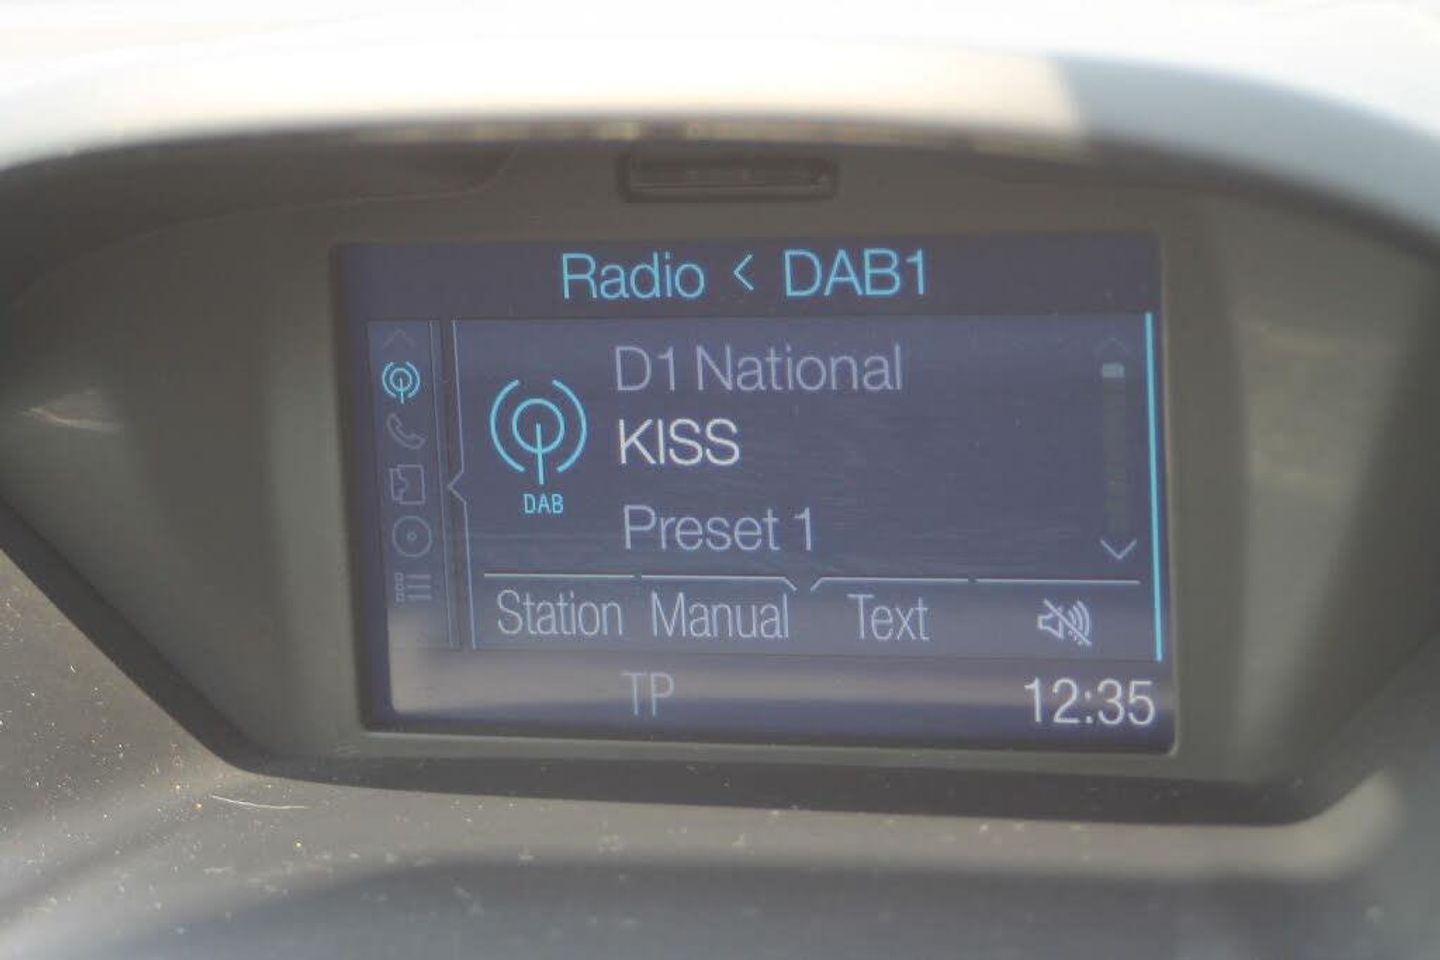 Radio < DAB1
D1 National
KISS
DAB
Preset 1
Station Manual Text
TP 12:35